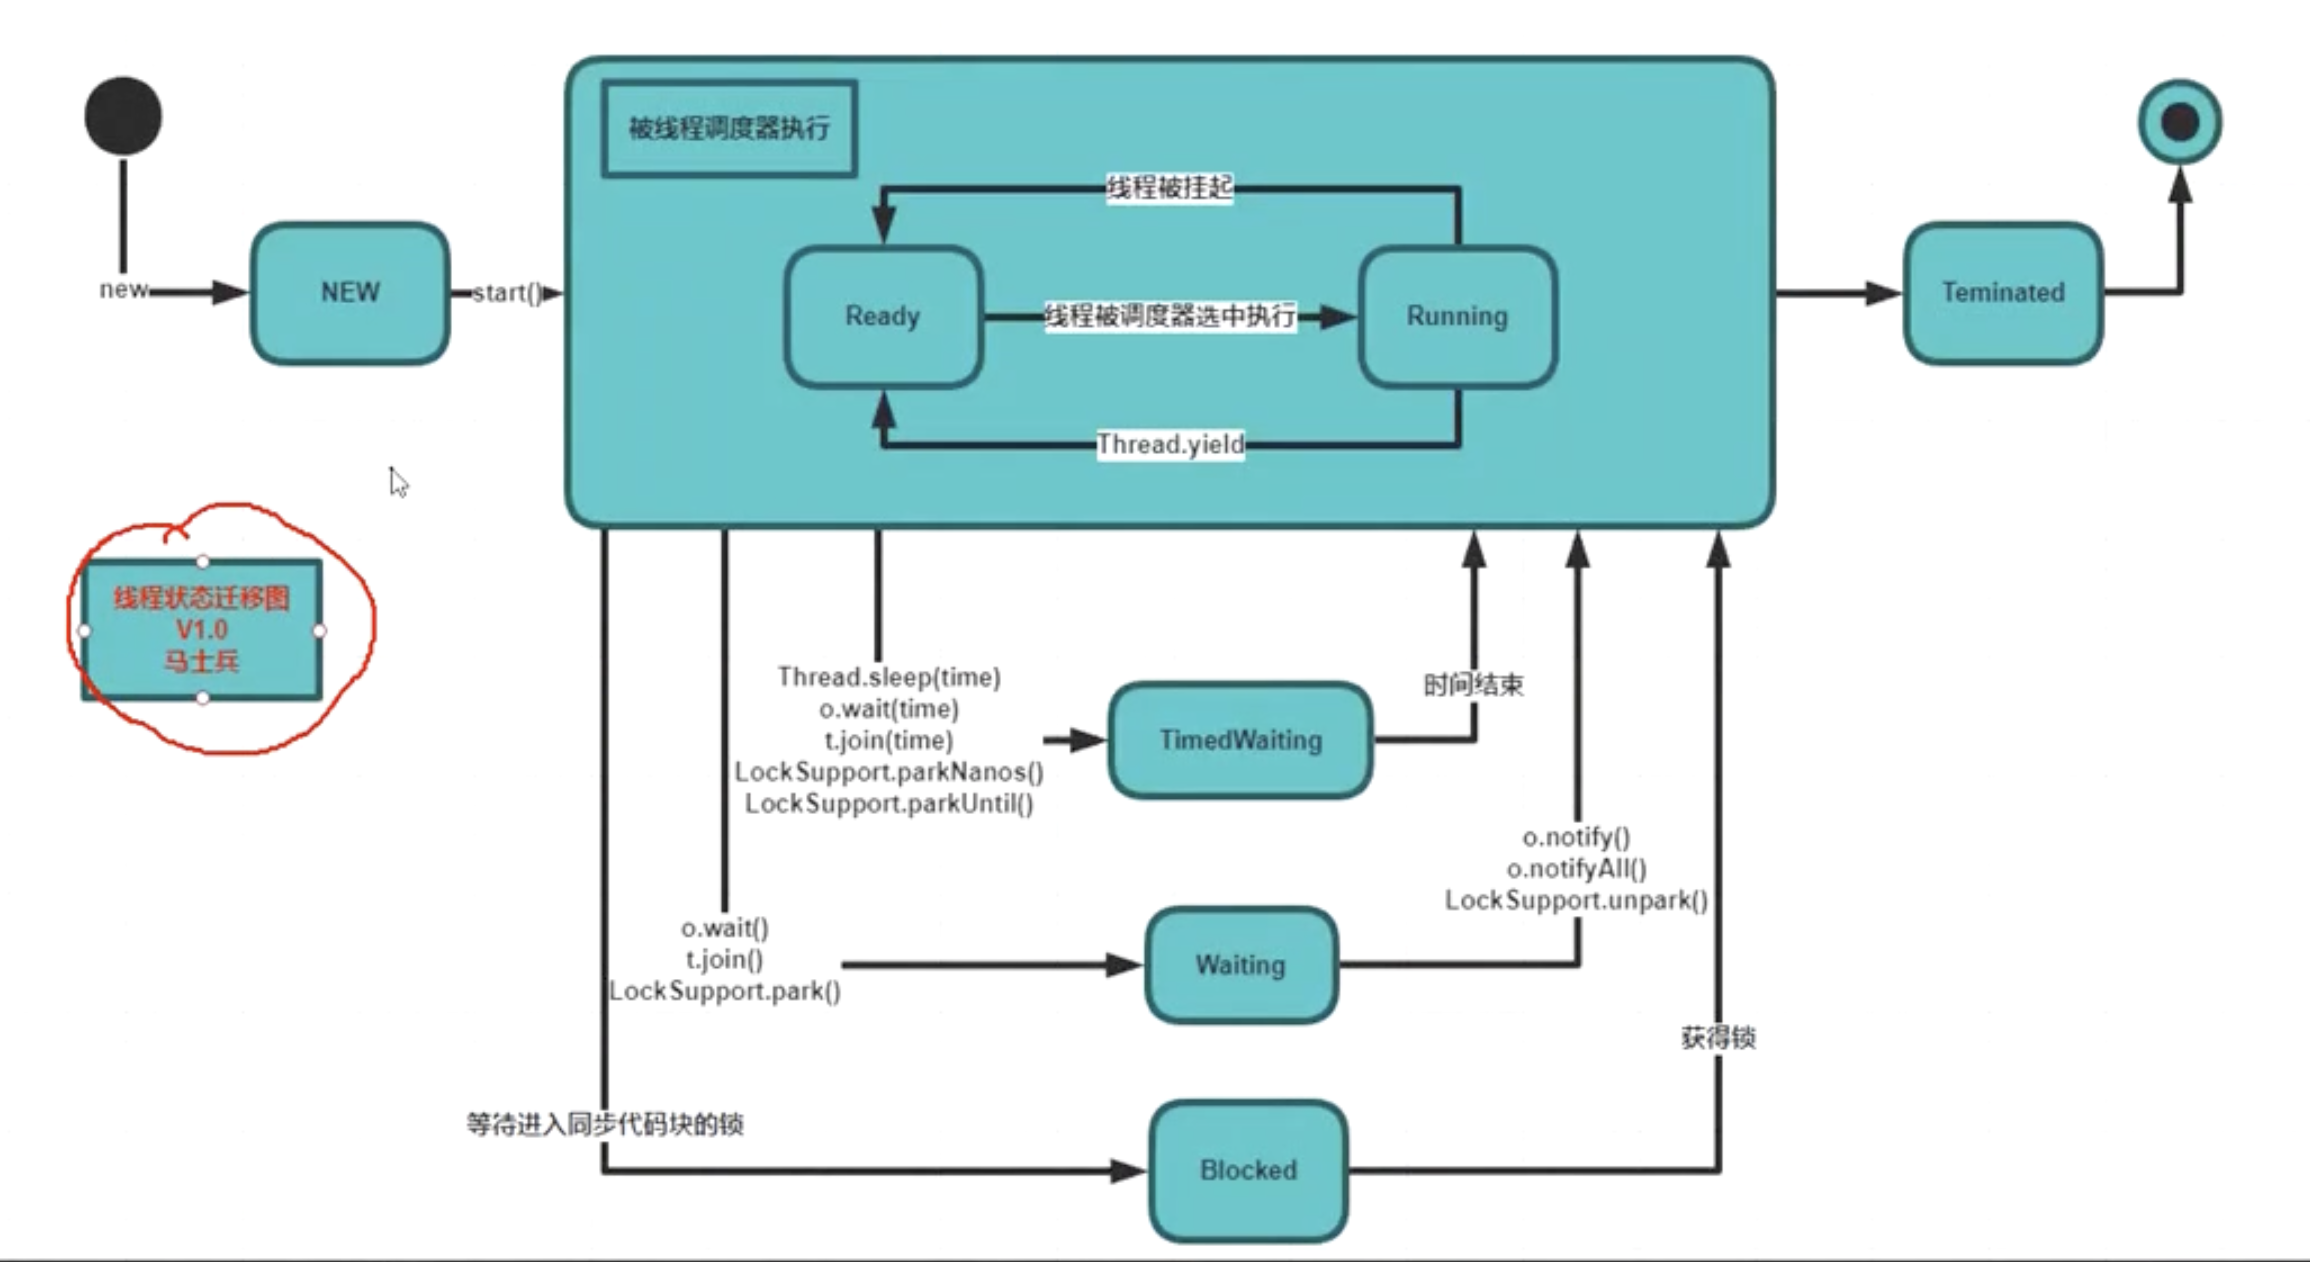 被线程调度器执行
线程被挂起
new
NEW
start()
Ready
线程被调度器选中执行
Running
Teminated
Thread.yield
线程状态迁移图
V1.0
马士兵
Thread.sleep(time)
o.wait(time)
t.join(time)
LockSupport.parkNanos()
LockSupport.parkUntil()
TimedWaiting
时间结束
o.wait()
t.join()
LockSupport.park()
Waiting
o.notify()
o.notifyAll()
LockSupport.unpark()
获得锁
等待进入同步代码块的锁
Blocked